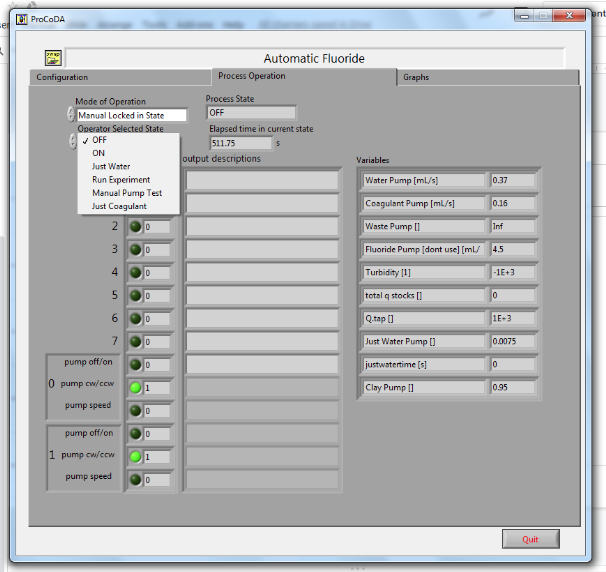 ProCoDA
Automatic Fluoride
Configuration
Process Operation
Graphs
Mode of Operation
Manual Locked in State
Operator Selected State
✓ OFF
ON
Just Water
Run Experiment
Manual Pump Test
Just Coagulant
Process State
OFF
Elapsed time in current state
511.75 s
output descriptions
2 0
3 0
4 0
5 0
6 0
7 0
0
pump off/on 0
pump cw/ccw 1
pump speed 0
1
pump off/on 0
pump cw/ccw 1
pump speed 0
Variables
Water Pump [mL/s] 0.37
Coagulant Pump [mL/s] 0.16
Waste Pump [] Inf
Fluoride Pump [dont use] [mL/ 4.5
Turbidity [1] -1E+3
total q stocks [] 0
Q.tap [] 1E+3
Just Water Pump [] 0.0075
justwatertime [s] 0
Clay Pump [] 0.95
Quit